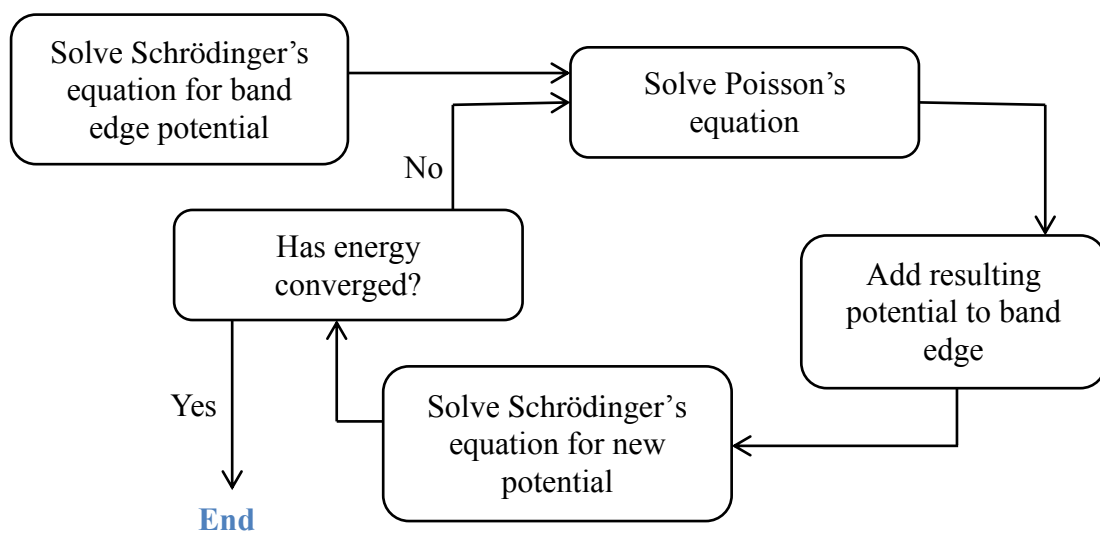 Solve Schrödinger’s
equation for band
edge potential
Solve Poisson’s
equation
No
Has energy
converged?
Add resulting
potential to band
edge
Yes
Solve Schrödinger’s
equation for new
potential
End